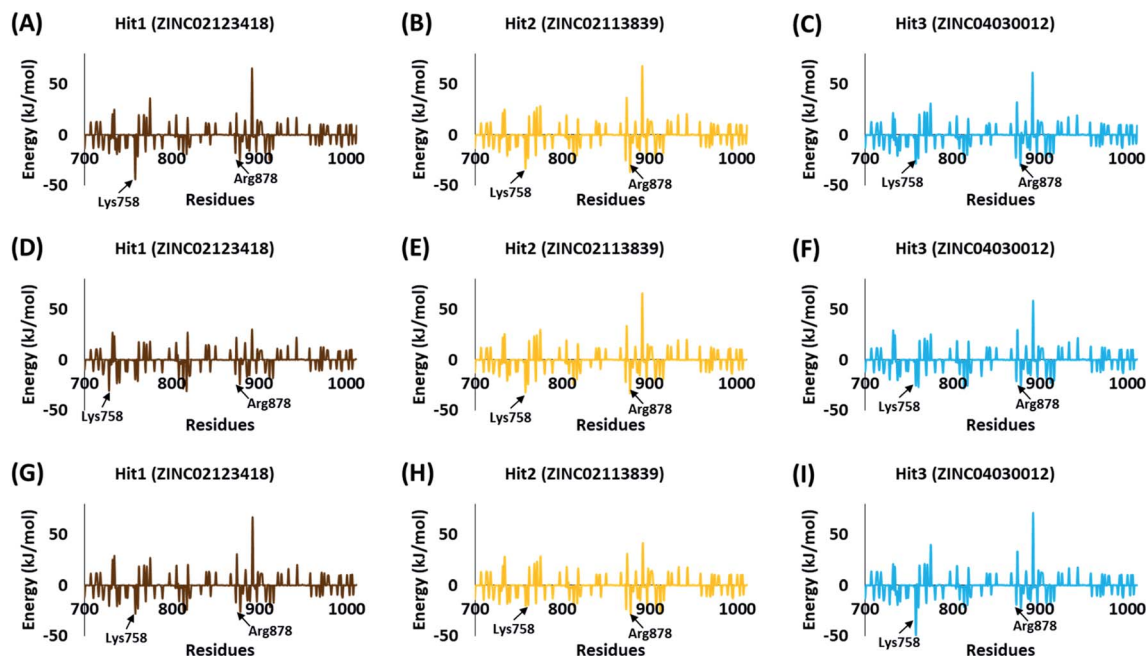 (A) Hit1 (ZINC02123418)
Energy (kJ/mol)
50
0
-50
700 800 900 1000
Lys758
Arg878
Residues
(B) Hit2 (ZINC02113839)
Energy (kJ/mol)
50
0
-50
700 800 900 1000
Lys758
Arg878
Residues
(C) Hit3 (ZINC04030012)
Energy (kJ/mol)
50
0
-50
700 800 900 1000
Lys758
Arg878
Residues
(D) Hit1 (ZINC02123418)
Energy (kJ/mol)
50
0
-50
700 800 900 1000
Lys758
Arg878
Residues
(E) Hit2 (ZINC02113839)
Energy (kJ/mol)
50
0
-50
700 800 900 1000
Lys758
Arg878
Residues
(F) Hit3 (ZINC04030012)
Energy (kJ/mol)
50
0
-50
700 800 900 1000
Lys758
Arg878
Residues
(G) Hit1 (ZINC02123418)
Energy (kJ/mol)
50
0
-50
700 800 900 1000
Lys758
Arg878
Residues
(H) Hit2 (ZINC02113839)
Energy (kJ/mol)
50
0
-50
700 800 900 1000
Lys758
Arg878
Residues
(I) Hit3 (ZINC04030012)
Energy (kJ/mol)
50
0
-50
700 800 900 1000
Lys758
Arg878
Residues